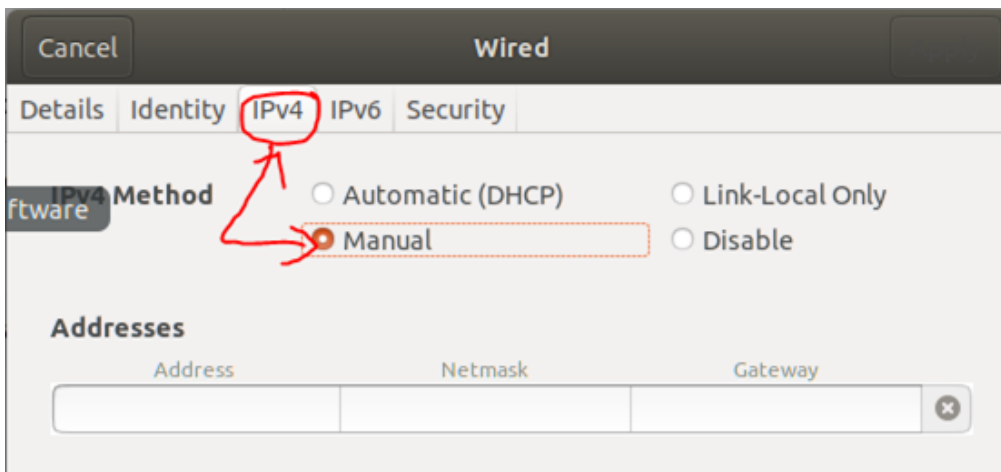 Cancel Wired
Details Identity IPv4 IPv6 Security
IPv4 Method Automatic (DHCP) Link-Local Only
ftware
Manual Disable
Addresses
Address Netmask Gateway